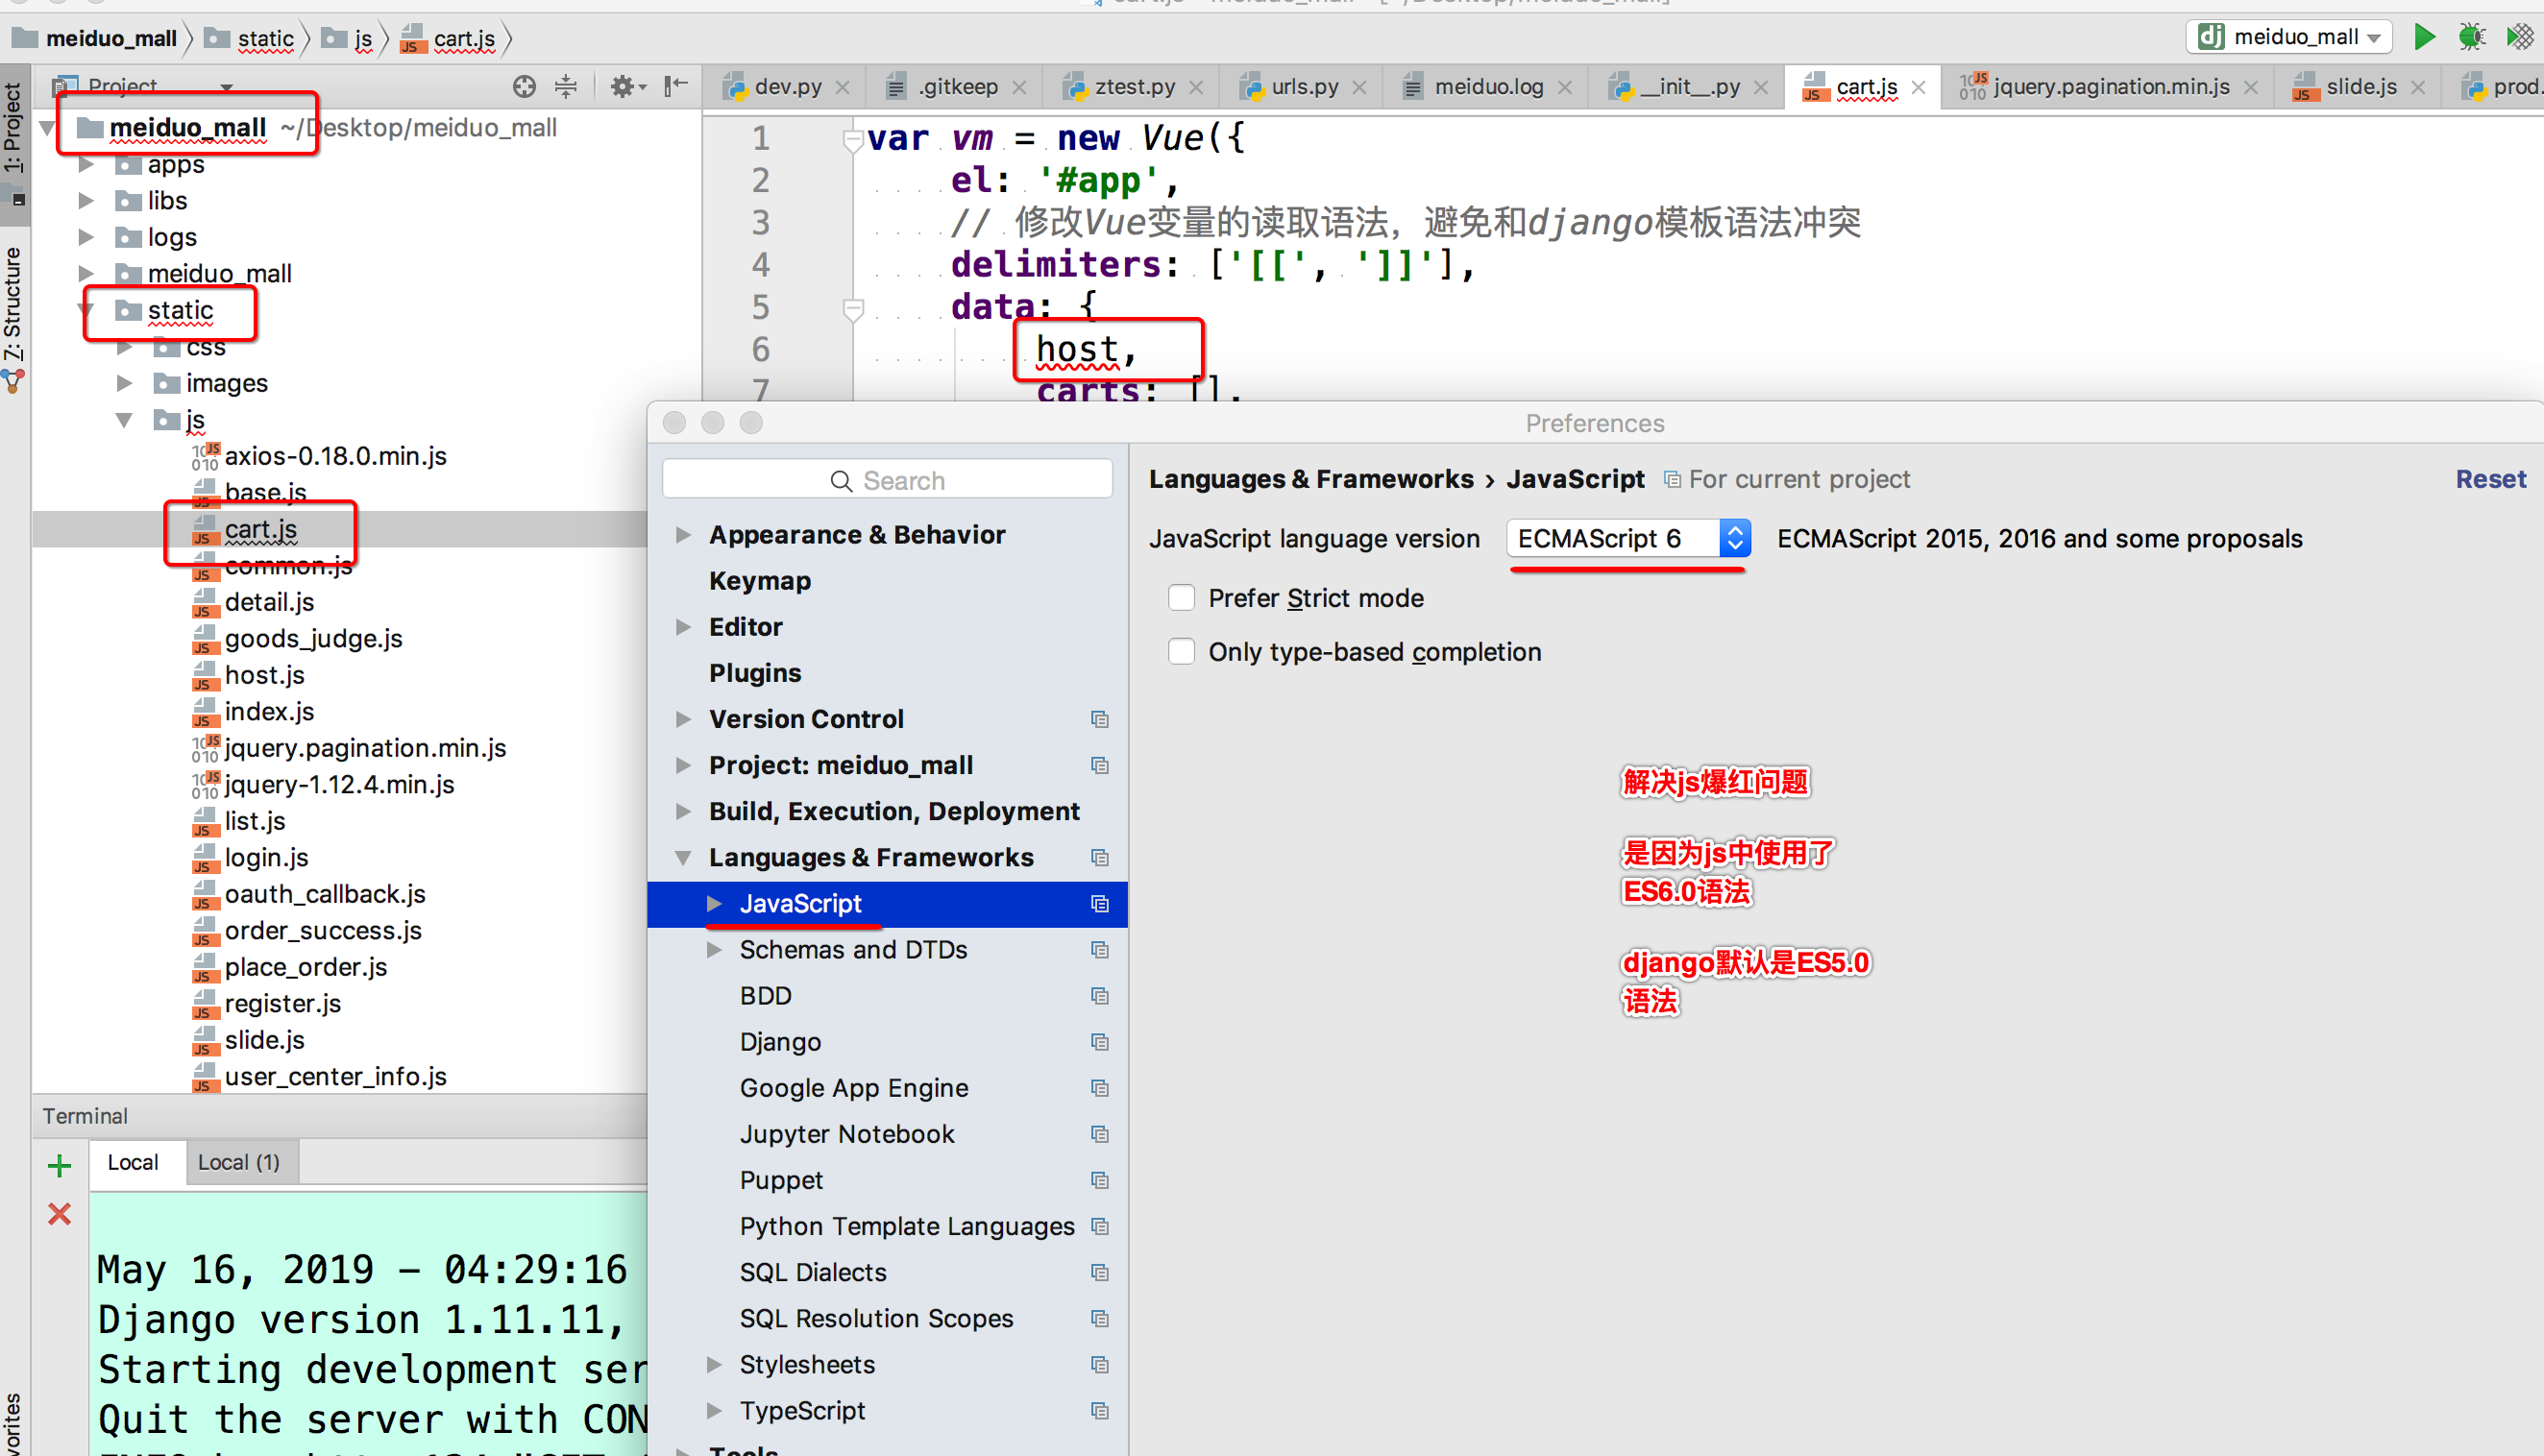 meiduo_mall
static
js
cart.js
meiduo_mall
1: Project
7: Structure
Project
dev.py
.gitkeep
ztest.py
urls.py
meiduo.log
__init__.py
cart.js
jquery.pagination.min.js
slide.js
prod.
meiduo_mall ~/Desktop/meiduo_mall
apps
libs
logs
meiduo_mall
static
css
images
js
axios-0.18.0.min.js
base.js
cart.js
common.js
detail.js
goods_judge.js
host.js
index.js
jquery.pagination.min.js
jquery-1.12.4.min.js
list.js
login.js
oauth_callback.js
order_success.js
place_order.js
register.js
slide.js
user_center_info.js
1 var vm = new Vue({
2 el: '#app',
3 // 修改Vue变量的读取语法，避免和django模板语法冲突
4 delimiters: ['[[', ']]'],
5 data: {
6 host,
7 carts: [],
Preferences
Search
Appearance & Behavior
Keymap
Editor
Plugins
Version Control
Project: meiduo_mall
Build, Execution, Deployment
Languages & Frameworks
JavaScript
Schemas and DTDs
BDD
Django
Google App Engine
Jupyter Notebook
Puppet
Python Template Languages
SQL Dialects
SQL Resolution Scopes
Stylesheets
TypeScript
Tools
Languages & Frameworks › JavaScript For current project Reset
JavaScript language version ECMAScript 6 ECMAScript 2015, 2016 and some proposals
Prefer Strict mode
Only type-based completion
解决js爆红问题
是因为js中使用了
ES6.0语法
django默认是ES5.0
语法
Terminal
Local
Local (1)
May 16, 2019 - 04:29:16
Django version 1.11.11,
Starting development ser
Quit the server with CON
vorites